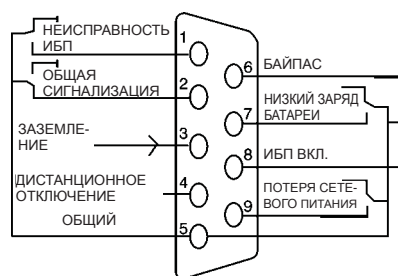 НЕИСПРАВНОСТЬ
ИБП
1
ОБЩАЯ
СИГНАЛИЗАЦИЯ
2
ЗАЗЕМЛЕ-
НИЕ
3
ДИСТАНЦИОННОЕ
ОТКЛЮЧЕНИЕ
4
ОБЩИЙ
5
6
БАЙПАС
НИЗКИЙ ЗАРЯД
БАТАРЕИ
7
8
ИБП ВКЛ.
ПОТЕРЯ СЕТЕ-
ВОГО ПИТАНИЯ
9